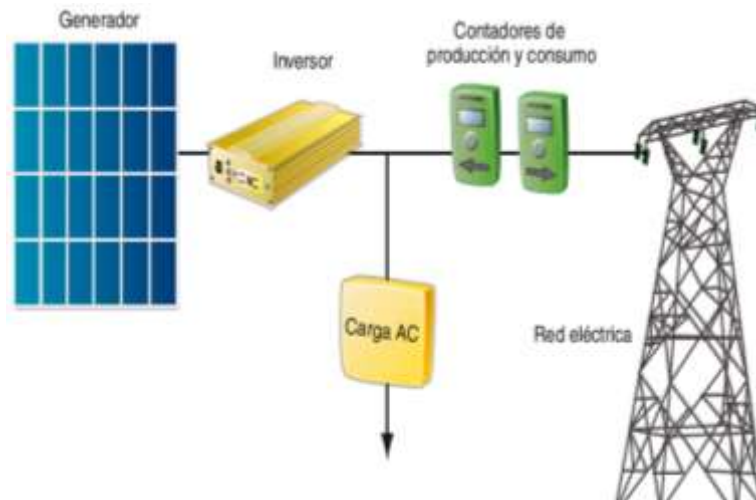 Generador
Inversor
Contadores de
producción y consumo
Carga AC
Red eléctrica